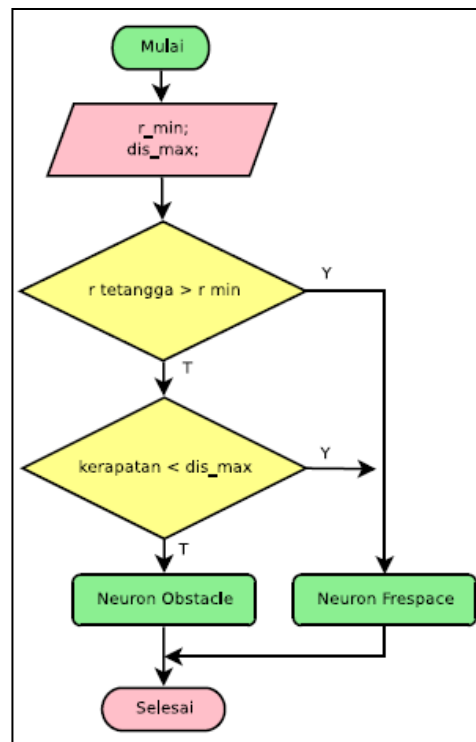 Mulai
r_min;
dis_max;
r tetangga > r min
Y
T
kerapatan < dis_max
Y
T
Neuron Obstacle
Neuron Frespace
Selesai